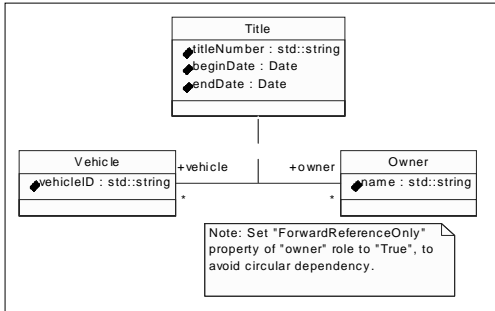 Title
titleNumber : std::string
beginDate : Date
endDate : Date
Vehicle
vehicleID : std::string
+vehicle
*
+owner
*
Owner
name : std::string
Note: Set "ForwardReferenceOnly"
property of "owner" role to "True", to
avoid circular dependency.